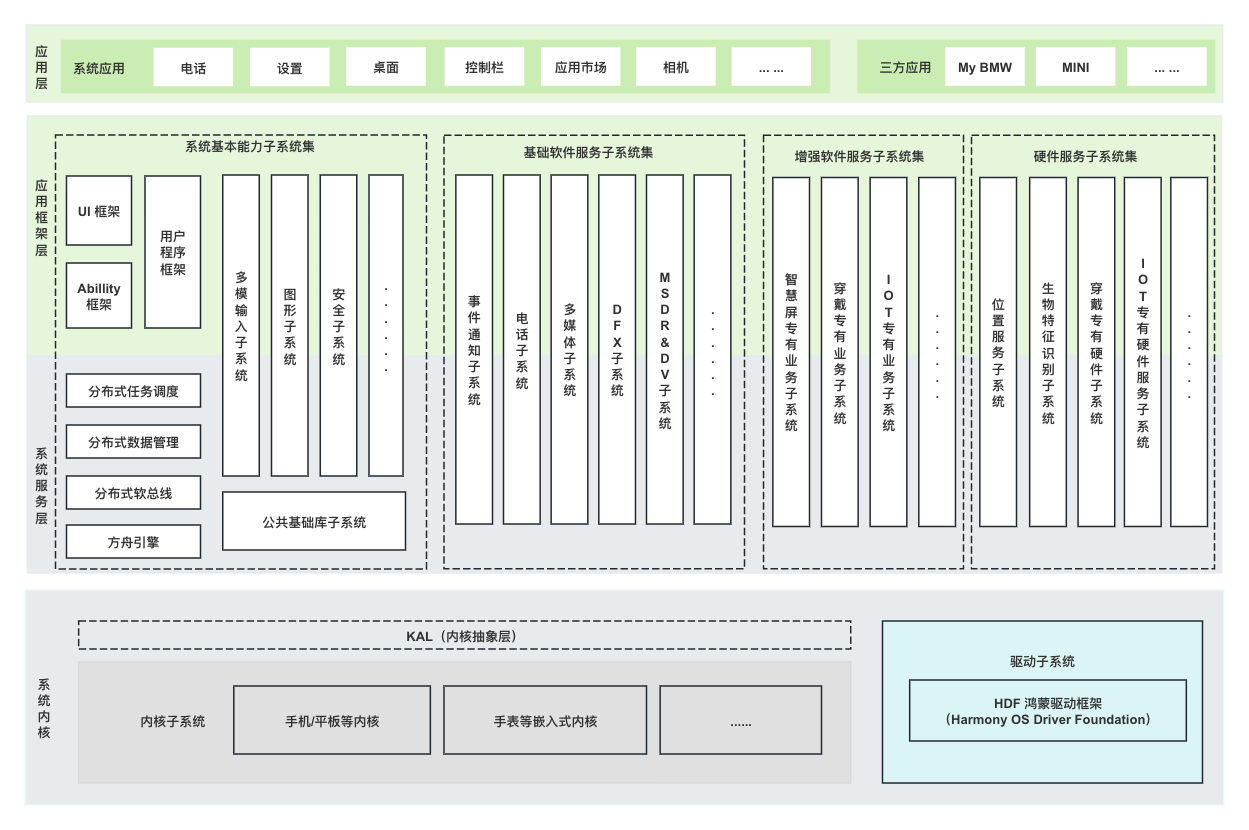 应用层
系统应用
电话
设置
桌面
控制栏
应用市场
相机
... ...
三方应用
My BMW
MINI
... ...
应用框架层
系统服务层
系统基本能力子系统集
UI 框架
Abillity
框架
用户
程序
框架
多模输入子系统
图形子系统
安全子系统
......
分布式任务调度
分布式数据管理
分布式软总线
方舟引擎
公共基础库子系统
基础软件服务子系统集
事件通知子系统
电话子系统
多媒体子系统
DFX子系统
MSDR&DV子系统
......
增强软件服务子系统集
智慧屏专有业务子系统
穿戴专有业务子系统
IOT专有业务子系统
......
硬件服务子系统集
位置服务子系统
生物特征识别子系统
穿戴专有硬件子系统
IOT专有硬件服务子系统
......
系统内核
KAL（内核抽象层）
内核子系统
手机/平板等内核
手表等嵌入式内核
......
驱动子系统
HDF 鸿蒙驱动框架
（Harmony OS Driver Foundation）